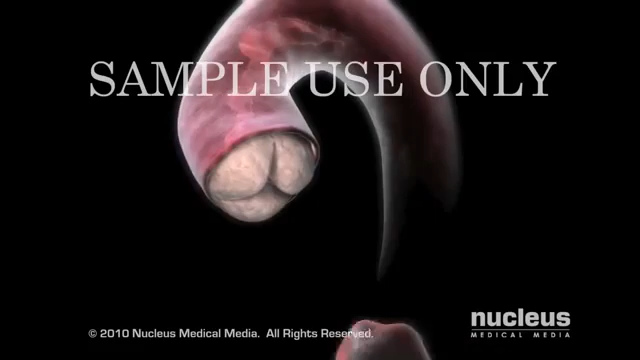 SAMPLE USE ONLY
nucleus
MEDICAL MEDIA
© 2010 Nucleus Medical Media.  All Rights Reserved.